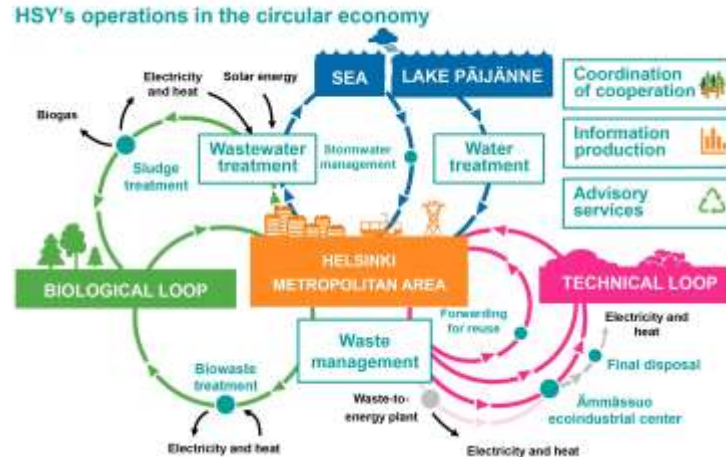 HSY's operations in the circular economy
Electricity
and heat
Solar energy
SEA
LAKE PÄIJÄNNE
Coordination
of cooperation
Biogas
Sludge
treatment
Wastewater
treatment
Stormwater
management
Water
treatment
Information
production
Advisory
services
BIOLOGICAL LOOP
HELSINKI
METROPOLITAN AREA
TECHNICAL LOOP
Forwarding
for reuse
Electricity and
heat
Waste
management
Biowaste
treatment
Final disposal
Waste-to-
energy plant
Ämmässuo
ecoindustrial center
Electricity and heat
Electricity and heat